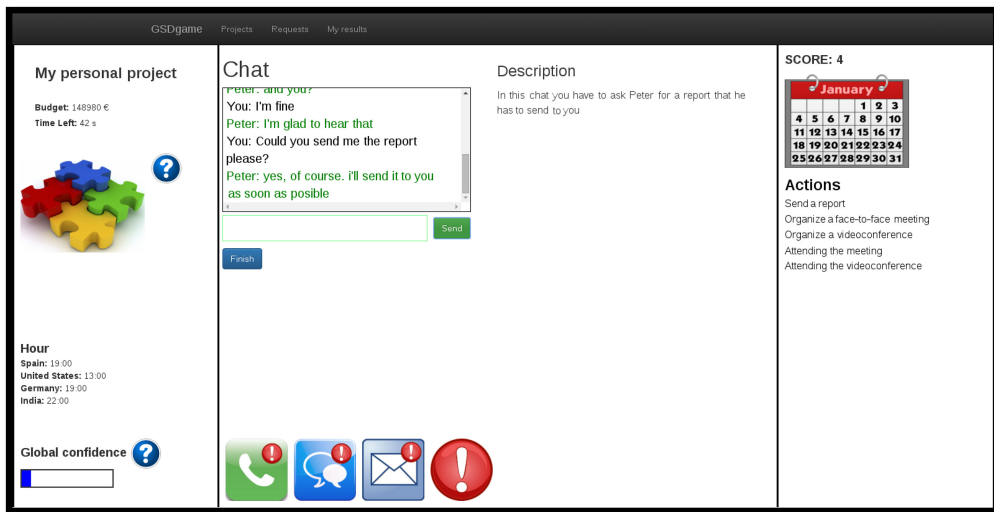 GSDgame Projects Requests My results
My personal project
Budget: 148980 €
Time Left: 42 s
?
Hour
Spain: 19:00
United States: 13:00
Germany: 19:00
India: 22:00
Global confidence ?
Chat
Peter: and you?
You: I'm fine
Peter: I'm glad to hear that
You: Could you send me the report
please?
Peter: yes, of course. i'll send it to you
as soon as posible
Send
Finish
Description
In this chat you have to ask Peter for a report that he
has to send to you
SCORE: 4
January
1 2 3
4 5 6 7 8 9 10
11 12 13 14 15 16 17
18 19 20 21 22 23 24
25 26 27 28 29 30 31
Actions
Send a report
Organize a face-to-face meeting
Organize a videoconference
Attending the meeting
Attending the videoconference